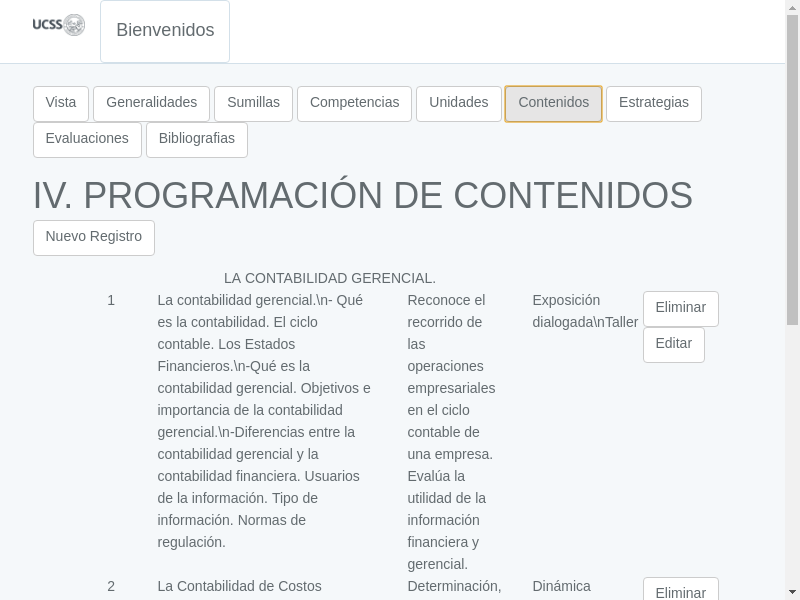 UCSS
Bienvenidos
Vista
Generalidades
Sumillas
Competencias
Unidades
Contenidos
Estrategias
Evaluaciones
Bibliografias
IV. PROGRAMACIÓN DE CONTENIDOS
Nuevo Registro
LA CONTABILIDAD GERENCIAL.
1
La contabilidad gerencial.\n- Qué
es la contabilidad. El ciclo
contable. Los Estados
Financieros.\n-Qué es la
contabilidad gerencial. Objetivos e
importancia de la contabilidad
gerencial.\n-Diferencias entre la
contabilidad gerencial y la
contabilidad financiera. Usuarios
de la información. Tipo de
información. Normas de
regulación.
Reconoce el
recorrido de
las
operaciones
empresariales
en el ciclo
contable de
una empresa.
Evalúa la
utilidad de la
información
financiera y
gerencial.
Exposición
dialogada\nTaller
Eliminar
Editar
2
La Contabilidad de Costos
Determinación,
Dinámica
Eliminar